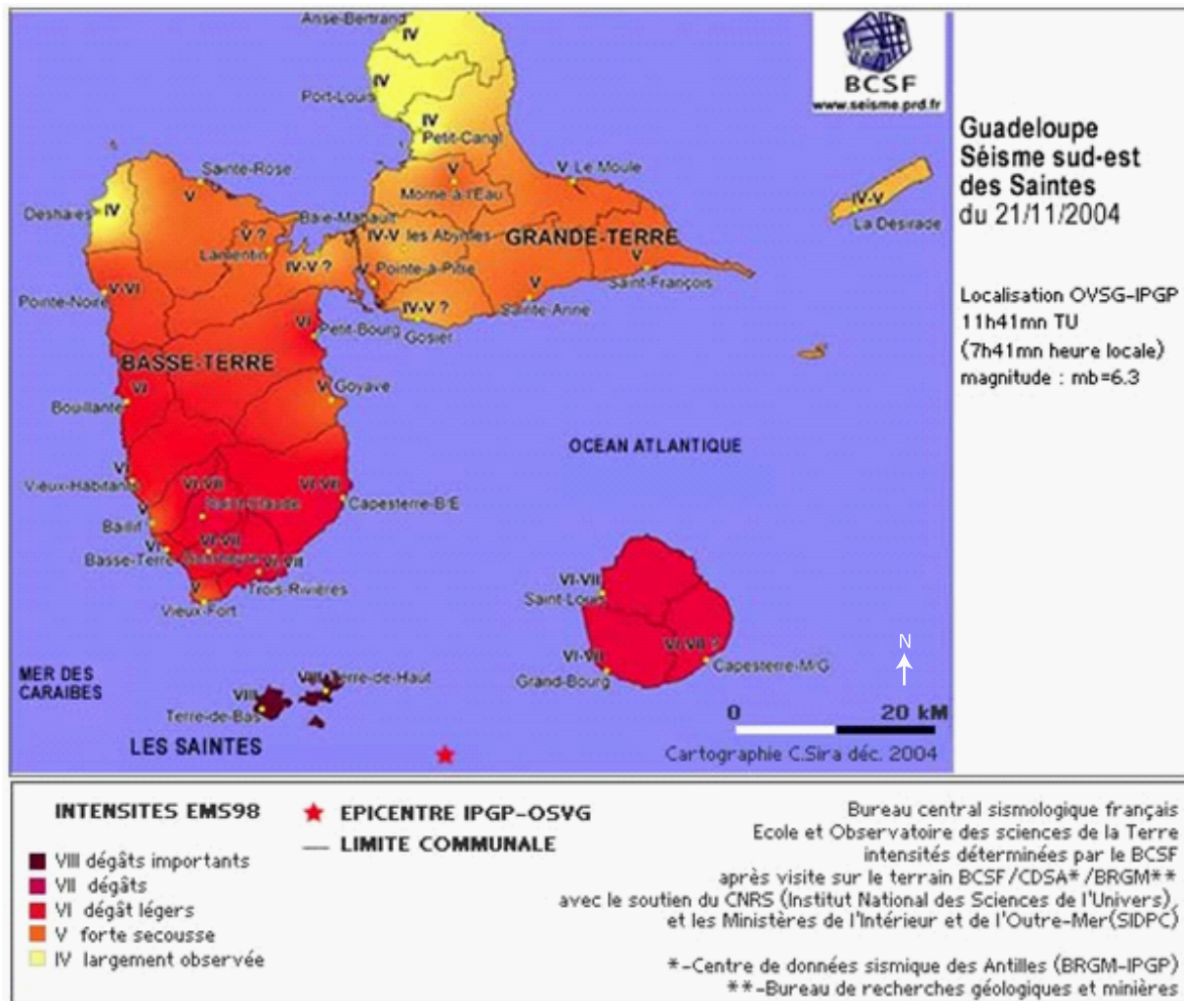 Anse-Bertrand
IV
BCSF
www.seisme.prd.fr
IV
Port-Louis
IV
Petit-Canal
Guadeloupe
Séisme sud-est
des Saintes
du 21/11/2004
Sainte-Rose
V
V
Morne à l'Eau
V Le Moule
IV-V
La Désirade
Deshaies
IV
Baie-Mahault
V ?
Lamentin
IV-V les Abymes
GRANDE-TERRE
IV-V ?
V Pointe-à-Pitre
V
Saint-François
V
Sainte-Anne
IV-V ?
Gosier
Localisation OVSG-IPGP
11h41mn TU
(7h41mn heure locale)
magnitude : mb=6.3
V-VI
Pointe-Noire
VI
Petit-Bourg
BASSE-TERRE
VI
Bouillante
V Goyave
OCEAN ATLANTIQUE
VI
Vieux-Habitants
VI-VII
Saint-Claude
VI-VII
Capesterre-B/E
V
Baillif
VI
Basse-Terre
VI-VII
VI-VII
Trois-Rivières
V
Vieux-Fort
VI-VII
Saint-Louis
VI-VII ?
Capesterre-M/G
VI-VII
Grand-Bourg
N
MER DES
CARAIBES
VIII
Terre-de-Bas
VIII Terre-de-Haut
LES SAINTES
0 20 kM
Cartographie C.Sira déc. 2004
INTENSITES EMS98
VIII dégâts importants
VII dégâts
VI dégât légers
V forte secousse
IV largement observée
EPICENTRE IPGP-OSVG
LIMITE COMMUNALE
Bureau central sismologique français
Ecole et Observatoire des sciences de la Terre
intensités déterminées par le BCSF
après visite sur le terrain BCSF/CDSA*/BRGM**
avec le soutien du CNRS (Institut National des Sciences de l'Univers),
et les Ministères de l'Intérieur et de l'Outre-Mer(SIDPC)
*-Centre de données sismique des Antilles (BRGM-IPGP)
**-Bureau de recherches géologiques et minières